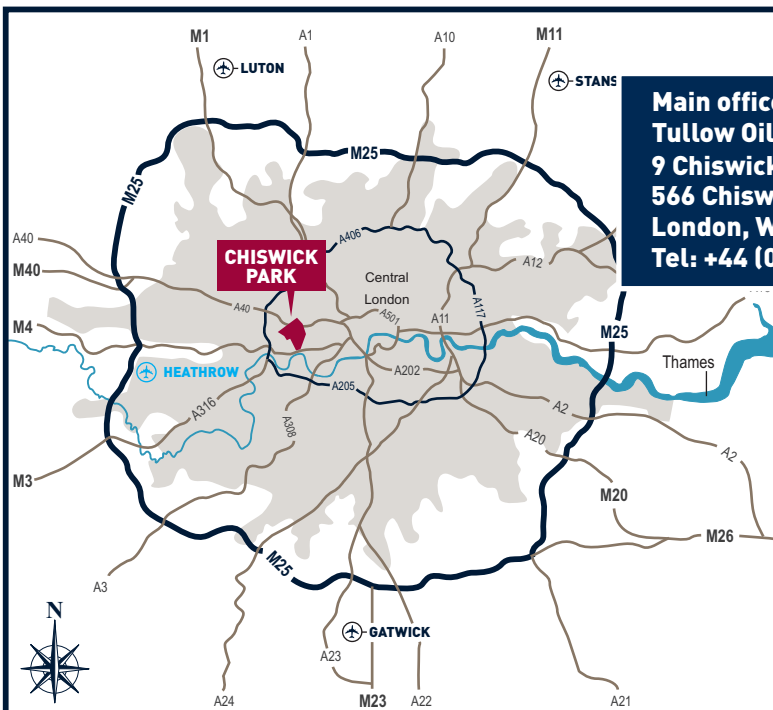 M1
A1
A10
M11
LUTON
STANS
Main office
Tullow Oil
9 Chiswick
566 Chisw
London, W
Tel: +44 (0
M25
M25
A40
M40
M4
CHISWICK
PARK
A406
Central
London
A12
A40
A501
A11
A117
M25
HEATHROW
Thames
A202
A205
A316
A308
A2
A20
A2
M3
M20
M26
M25
A3
N
GATWICK
A23
A24
M23
A22
A21